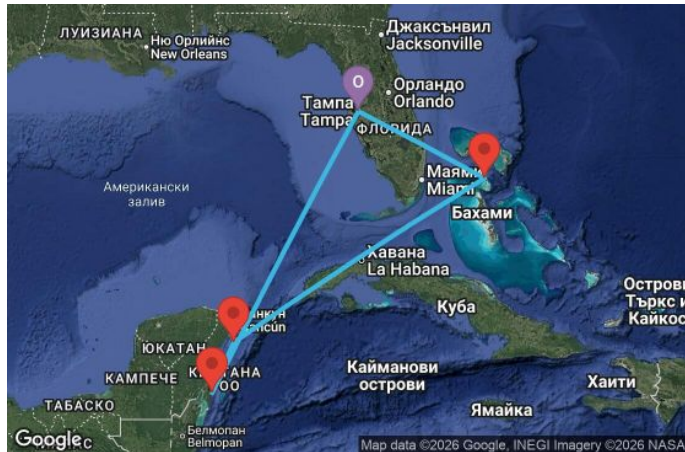 ЛУИЗИАНА
Ню Орлийнс
New Orleans
Джаксънвил
Jacksonville
O
Орландо
Orlando
Тампа
Tampa
ФЛОРИДА
Маями
Miami
Американски
залив
Бахами
Хавана
La Habana
Куба
Острови
Търкс и
Кайкос
ЮКАТАН
КАМПЕЧЕ
ТАБАСКО
Кайманови
острови
Хаити
Ямайка
Белмопан
Belmopan
Google
Map data ©2026 Google, INEGI Imagery ©2026 NASA